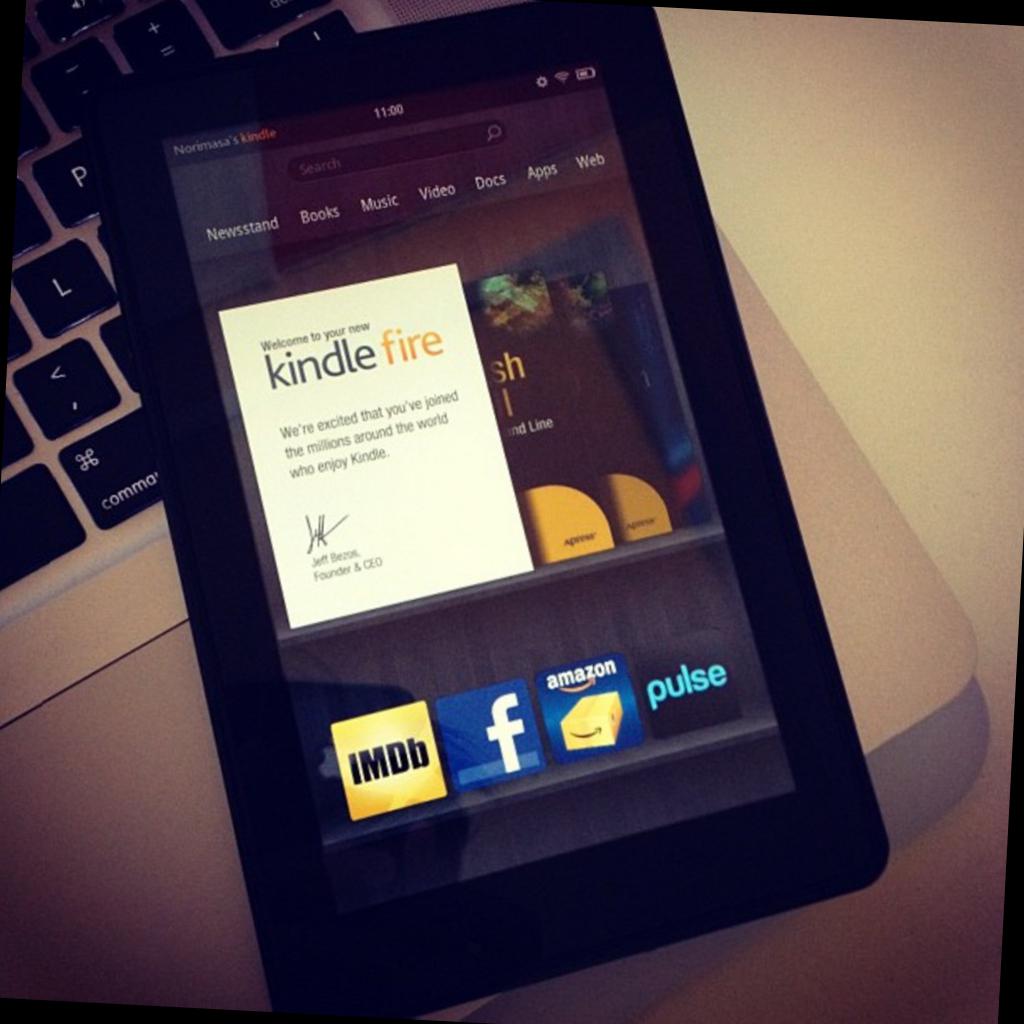 +
=
P
L
<
,
⌘
comma
Norimasa's kindle
11:00
Search
Newsstand Books Music Video Docs Apps Web
Welcome to your new
kindle fire
We're excited that you've joined
the millions around the world
who enjoy Kindle.
Jeff Bezos,
Founder & CEO
sh
l
nd Line
Apress Apress
IMDb f amazon pulse